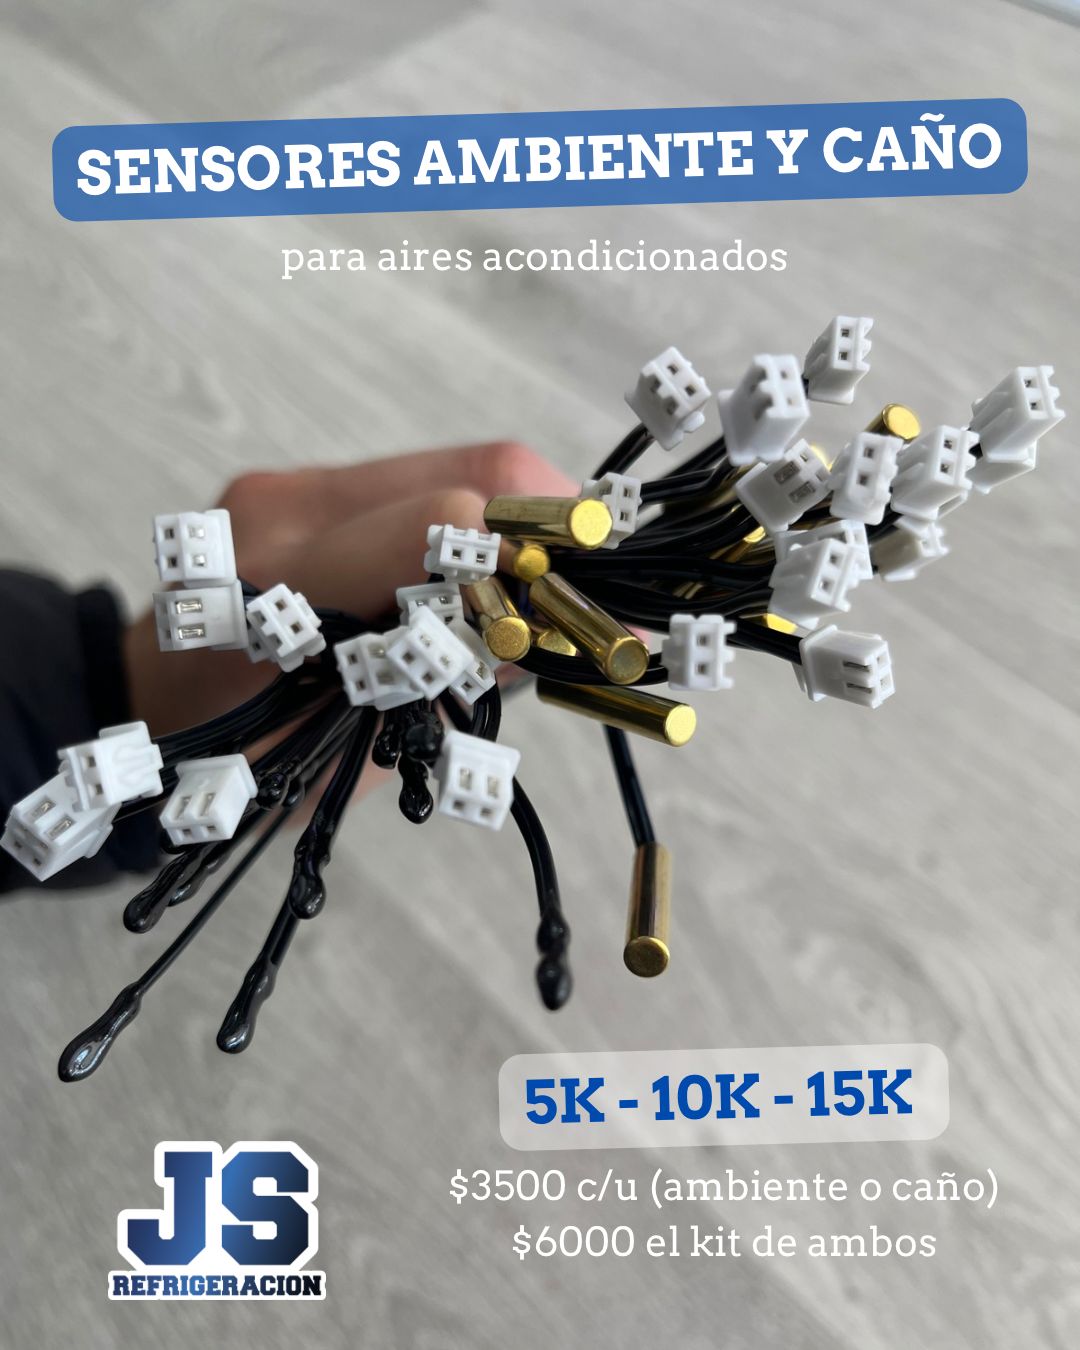 SENSORES AMBIENTE Y CAÑO
para aires acondicionados
5K - 10K - 15K
$3500 c/u (ambiente o caño)
$6000 el kit de ambos
JS
REFRIGERACION